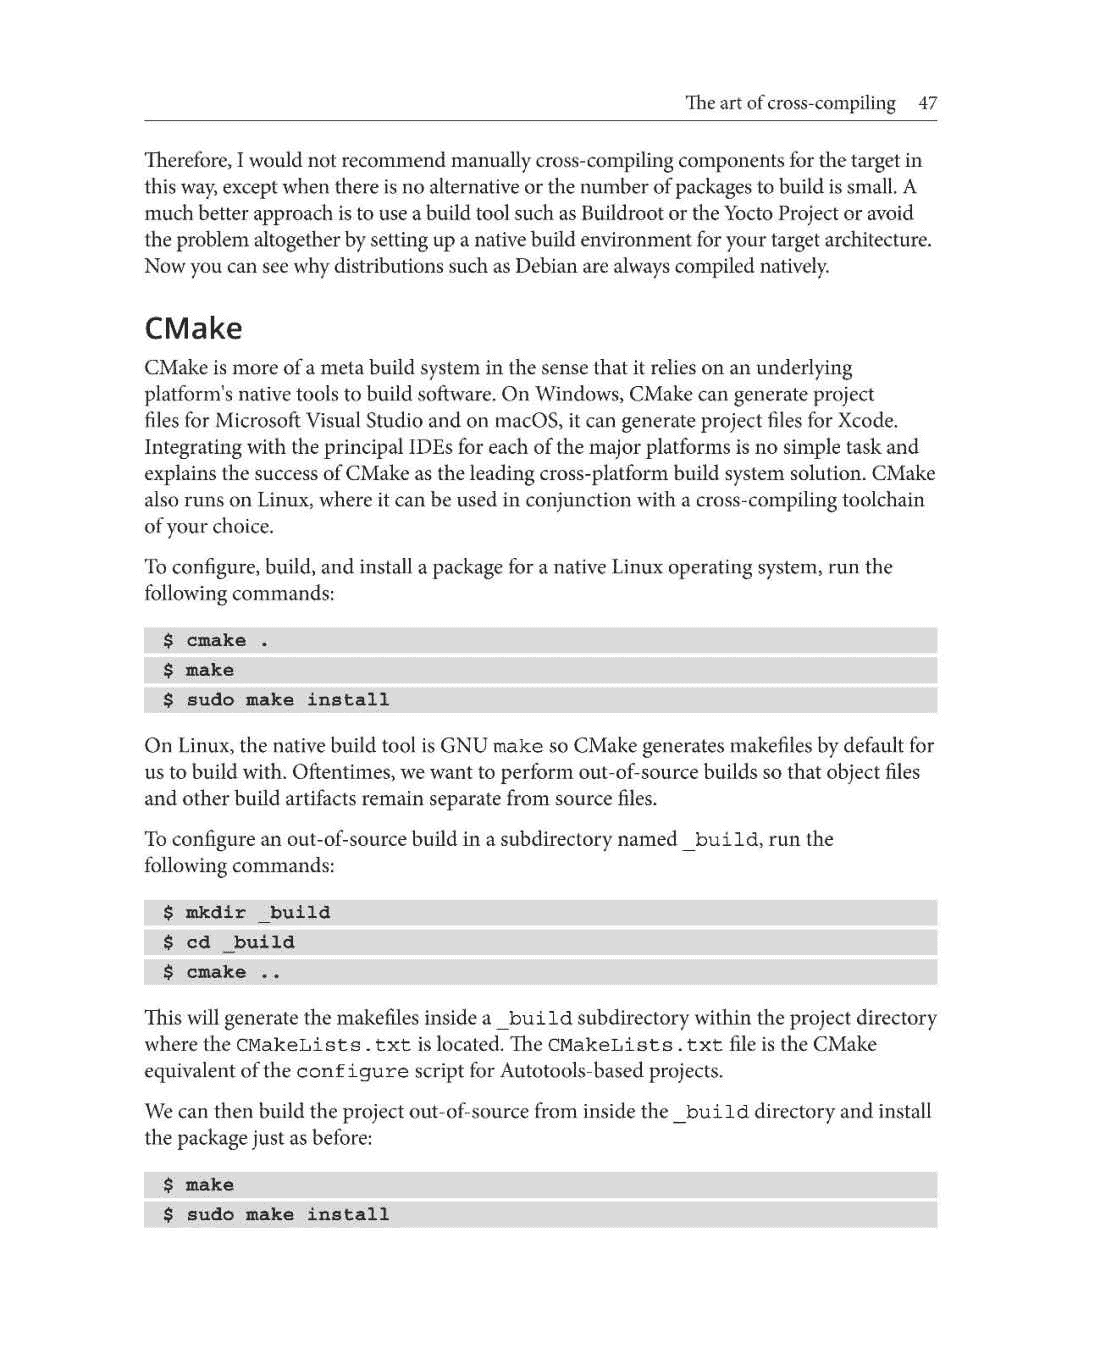 The art of cross-compiling 47
Therefore, I would not recommend manually cross-compiling components for the target in
this way, except when there is no alternative or the number of packages to build is small. A
much better approach is to use a build tool such as Buildroot or the Yocto Project or avoid
the problem altogether by setting up a native build environment for your target architecture.
Now you can see why distributions such as Debian are always compiled natively.
CMake
CMake is more of a meta build system in the sense that it relies on an underlying
platform's native tools to build software. On Windows, CMake can generate project
files for Microsoft Visual Studio and on macOS, it can generate project files for Xcode.
Integrating with the principal IDEs for each of the major platforms is no simple task and
explains the success of CMake as the leading cross-platform build system solution. CMake
also runs on Linux, where it can be used in conjunction with a cross-compiling toolchain
of your choice.
To configure, build, and install a package for a native Linux operating system, run the
following commands:
$ cmake .
$ make
$ sudo make install
On Linux, the native build tool is GNU make so CMake generates makefiles by default for
us to build with. Oftentimes, we want to perform out-of-source builds so that object files
and other build artifacts remain separate from source files.
To configure an out-of-source build in a subdirectory named _build, run the
following commands:
$ mkdir _build
$ cd _build
$ cmake ..
This will generate the makefiles inside a _build subdirectory within the project directory
where the CMakeLists.txt is located. The CMakeLists.txt file is the CMake
equivalent of the configure script for Autotools-based projects.
We can then build the project out-of-source from inside the _build directory and install
the package just as before:
$ make
$ sudo make install